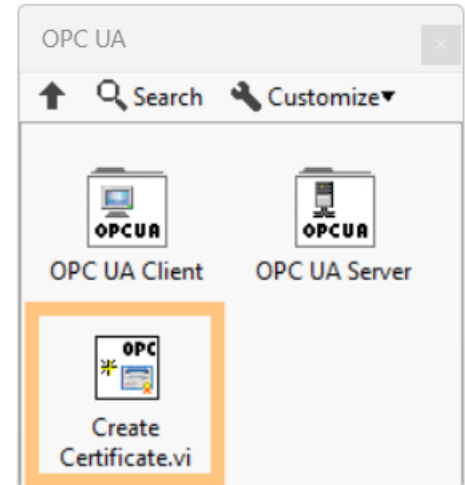 OPC UA
Search Customize
OPCUA OPCUA
OPC UA Client OPC UA Server
OPC
Create
Certificate.vi